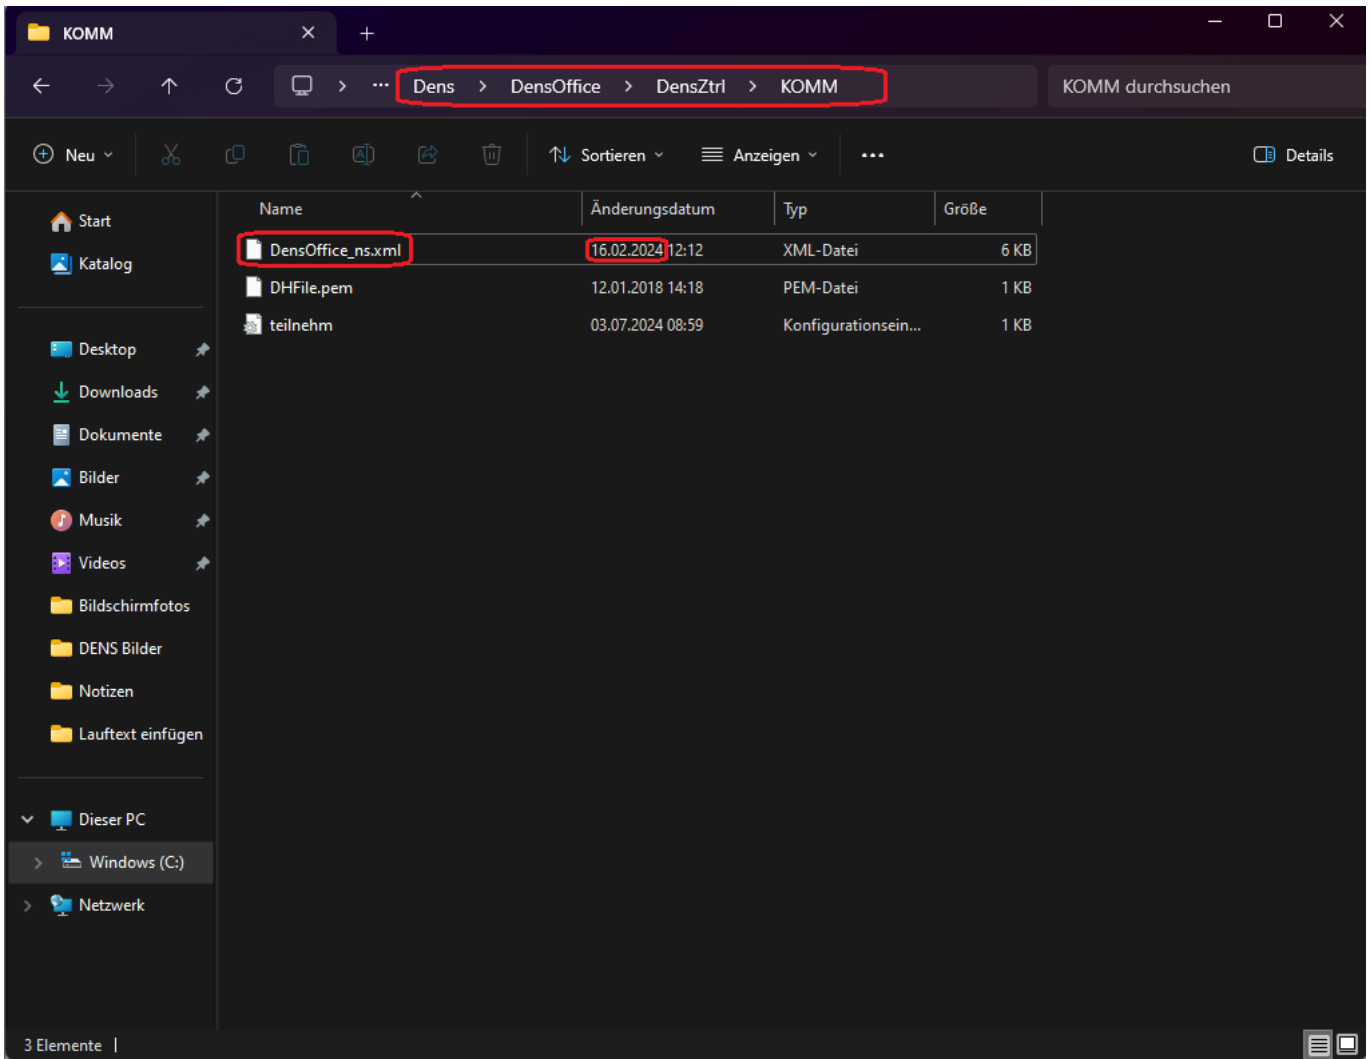 KOMM
Dens > DensOffice > DensZtrl > KOMM
KOMM durchsuchen
Neu
Sortieren
Anzeigen
Details
Name Änderungsdatum Typ Größe
DensOffice_ns.xml 16.02.2024 12:12 XML-Datei 6 KB
DHFile.pem 12.01.2018 14:18 PEM-Datei 1 KB
teilnehm 03.07.2024 08:59 Konfigurationsein... 1 KB
Start
Katalog
Desktop
Downloads
Dokumente
Bilder
Musik
Videos
Bildschirmfotos
DENS Bilder
Notizen
Lauftext einfügen
Dieser PC
Windows (C:)
Netzwerk
3 Elemente